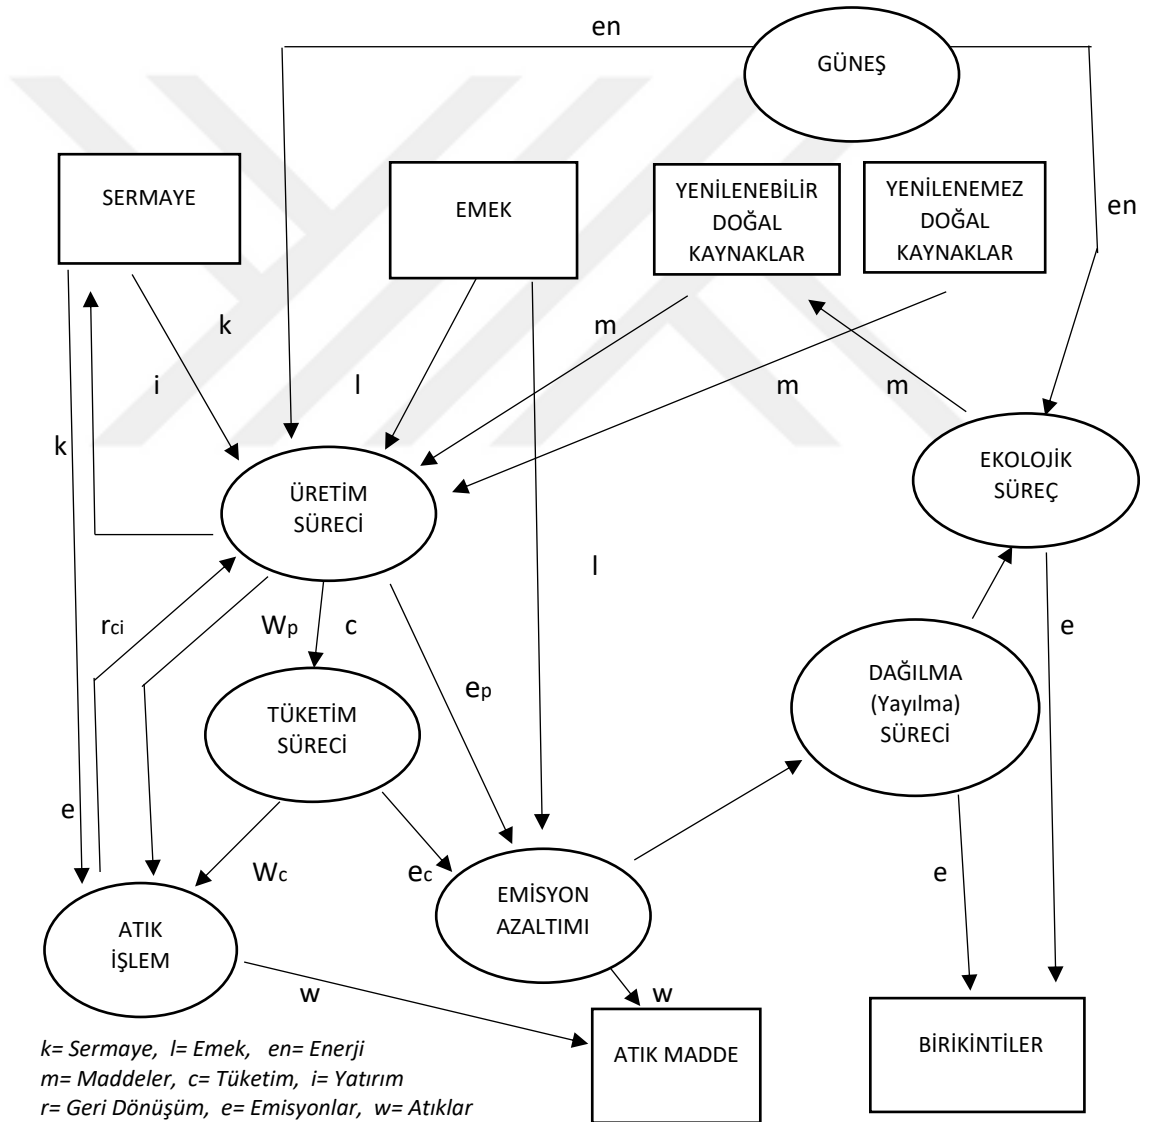 en
GÜNEŞ
SERMAYE
EMEK
YENİLENEBİLİR
DOĞAL
KAYNAKLAR
YENİLENEMEZ
DOĞAL
KAYNAKLAR
en
k
m
i
l
m
m
k
EKOLOJİK
SÜREÇ
ÜRETİM
SÜRECİ
l
rci
Wp
c
e
ep
DAĞILMA
(Yayılma)
SÜRECİ
TÜKETİM
SÜRECİ
e
Wc
ec
e
EMİSYON
AZALTIMI
ATIK
İŞLEM
w
w
ATIK MADDE
BİRİKİNTİLER
k= Sermaye, l= Emek, en= Enerji
m= Maddeler, c= Tüketim, i= Yatırım
r= Geri Dönüşüm, e= Emisyonlar, w= Atıklar